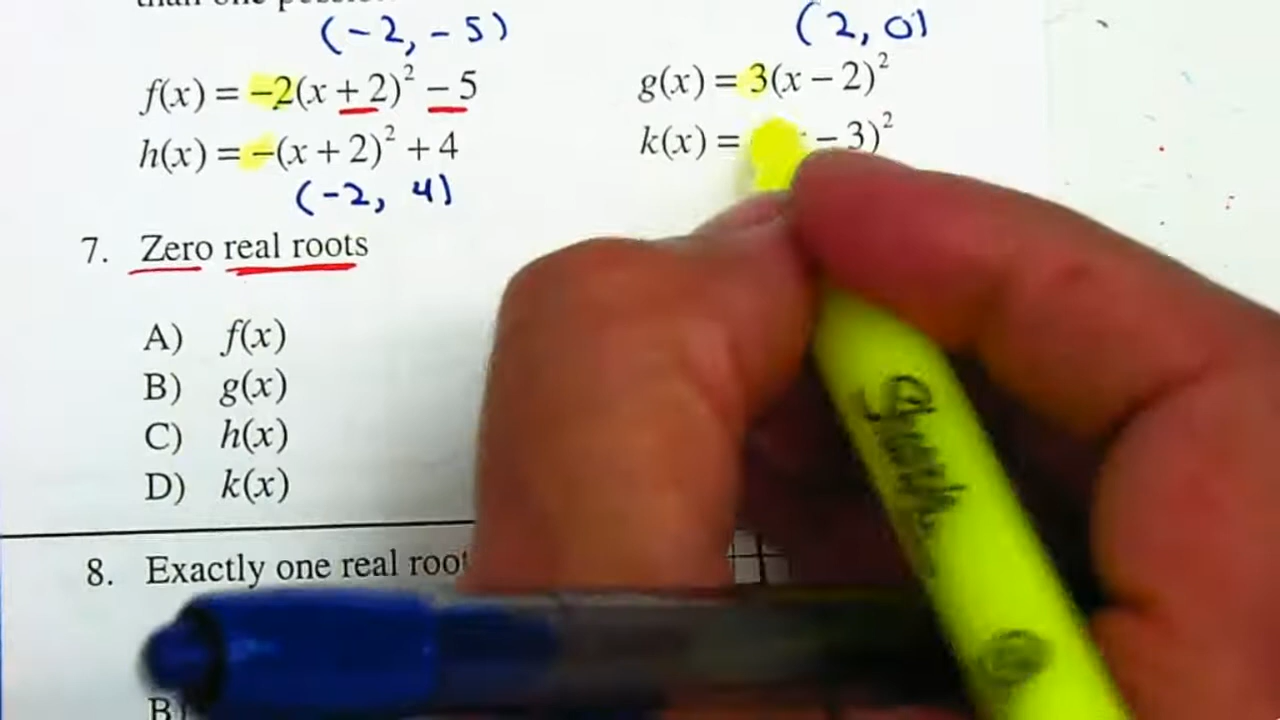 (-2, -5) (2, 0)
f(x) = -2(x + 2)² - 5 g(x) = 3(x - 2)²
h(x) = -(x + 2)² + 4 k(x) = - 3)²
(-2, 4)
7. Zero real roots
A) f(x)
B) g(x)
C) h(x)
D) k(x)
8. Exactly one real root
B)